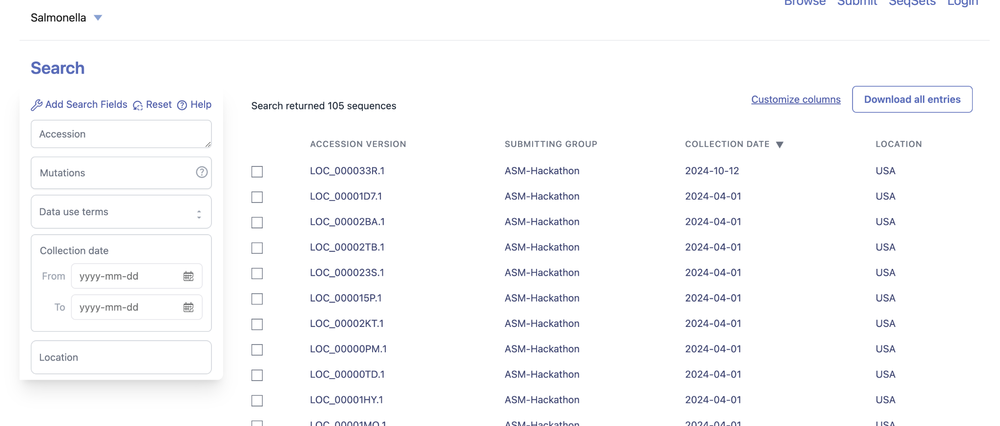 Browse Submit SeqSets Login
Salmonella
Search
Add Search Fields Reset Help
Search returned 105 sequences
Customize columns
Download all entries
Accession
Mutations
Data use terms
Collection date
From yyyy-mm-dd
To yyyy-mm-dd
Location
ACCESSION VERSION SUBMITTING GROUP COLLECTION DATE ▼ LOCATION
LOC_000033R.1 ASM-Hackathon 2024-10-12 USA
LOC_00001D7.1 ASM-Hackathon 2024-04-01 USA
LOC_00002BA.1 ASM-Hackathon 2024-04-01 USA
LOC_00002TB.1 ASM-Hackathon 2024-04-01 USA
LOC_000023S.1 ASM-Hackathon 2024-04-01 USA
LOC_000015P.1 ASM-Hackathon 2024-04-01 USA
LOC_00002KT.1 ASM-Hackathon 2024-04-01 USA
LOC_00000PM.1 ASM-Hackathon 2024-04-01 USA
LOC_00000TD.1 ASM-Hackathon 2024-04-01 USA
LOC_00001HY.1 ASM-Hackathon 2024-04-01 USA
ASM-Hackathon 2024-04-01 USA